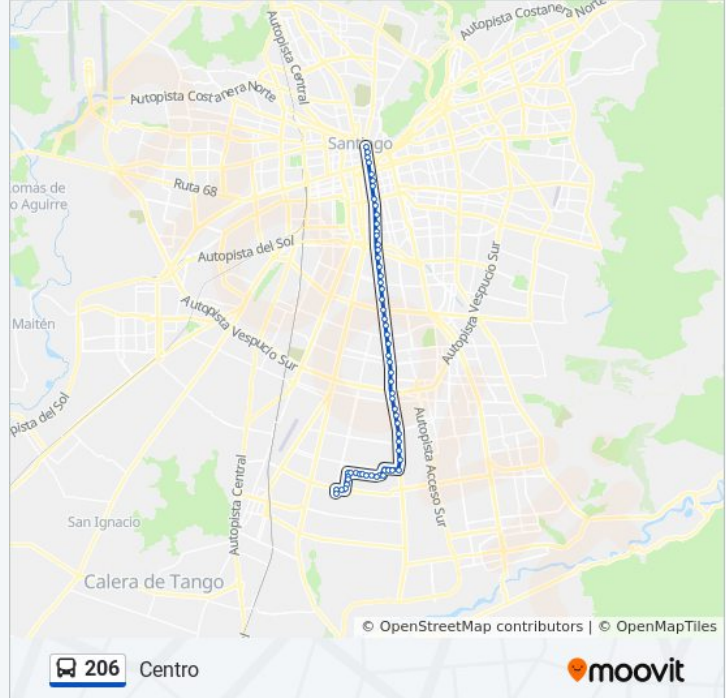 Autopista Costanera Norte
Autopista Central
Autopista Costanera Norte
Santiago
omas de
o Aguirre
Ruta 68
Autopista del Sol
Autopista Vespucio Sur
Maitén
Autopista Vespucio Sur
pista del Sol
Autopista Acceso Sur
Autopista Central
San Ignacio
Calera de Tango
© OpenStreetMap contributors | © OpenMapTiles
206 Centro
moovit